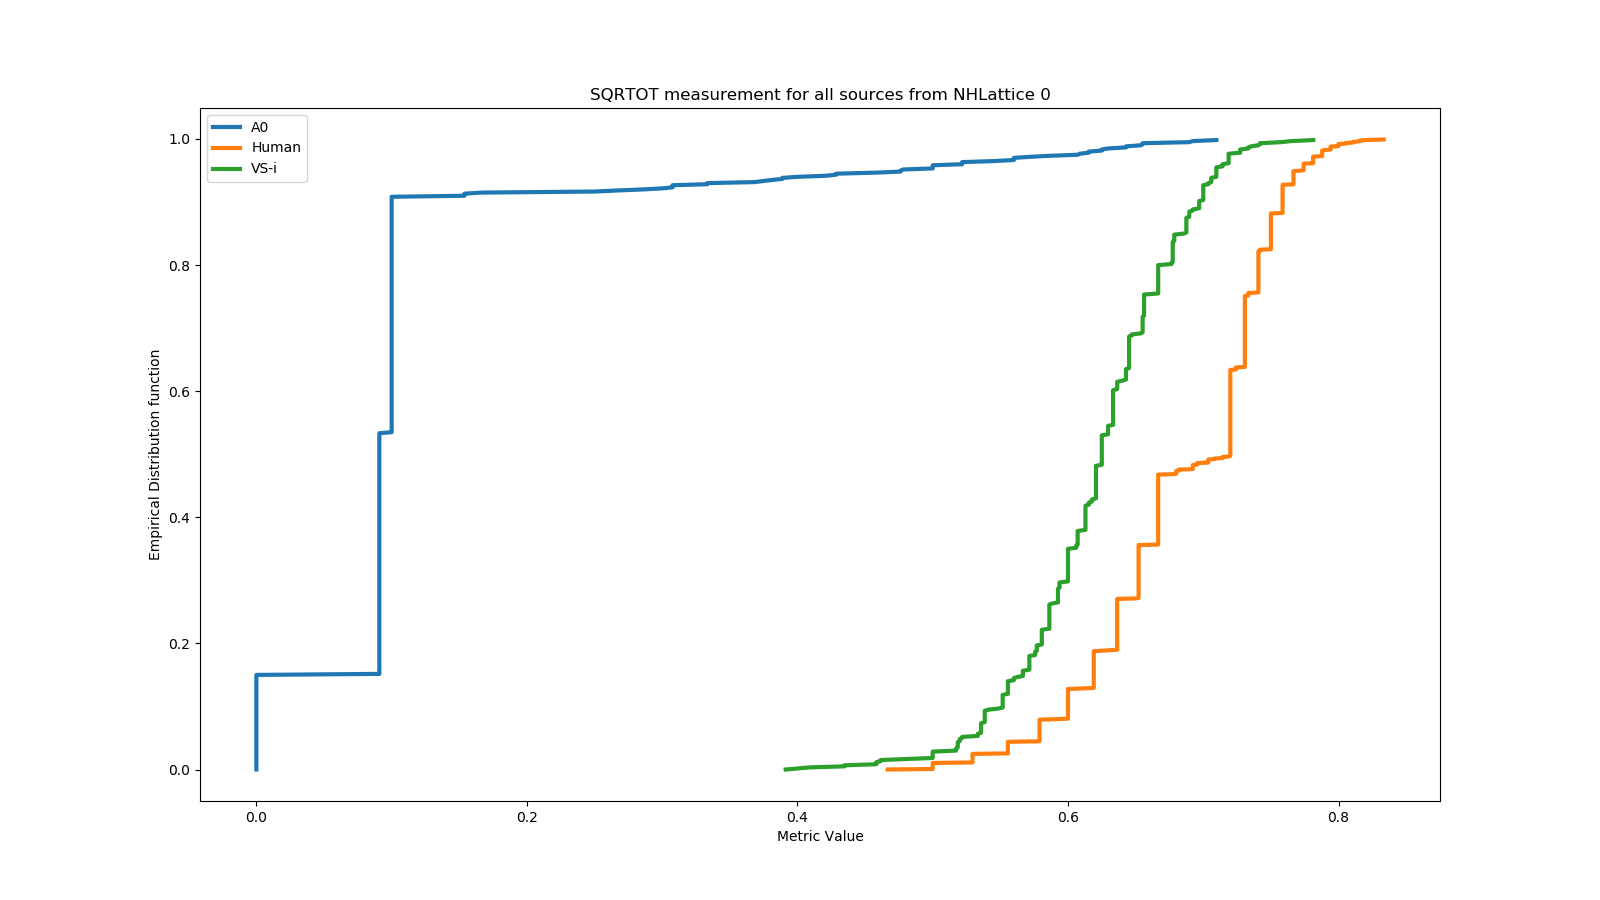 SQRTOT measurement for all sources from NHLattice 0
A0
Human
VS-i
1.0
0.8
0.6
0.4
0.2
0.0
Empirical Distribution function
0.0 0.2 0.4 0.6 0.8
Metric Value